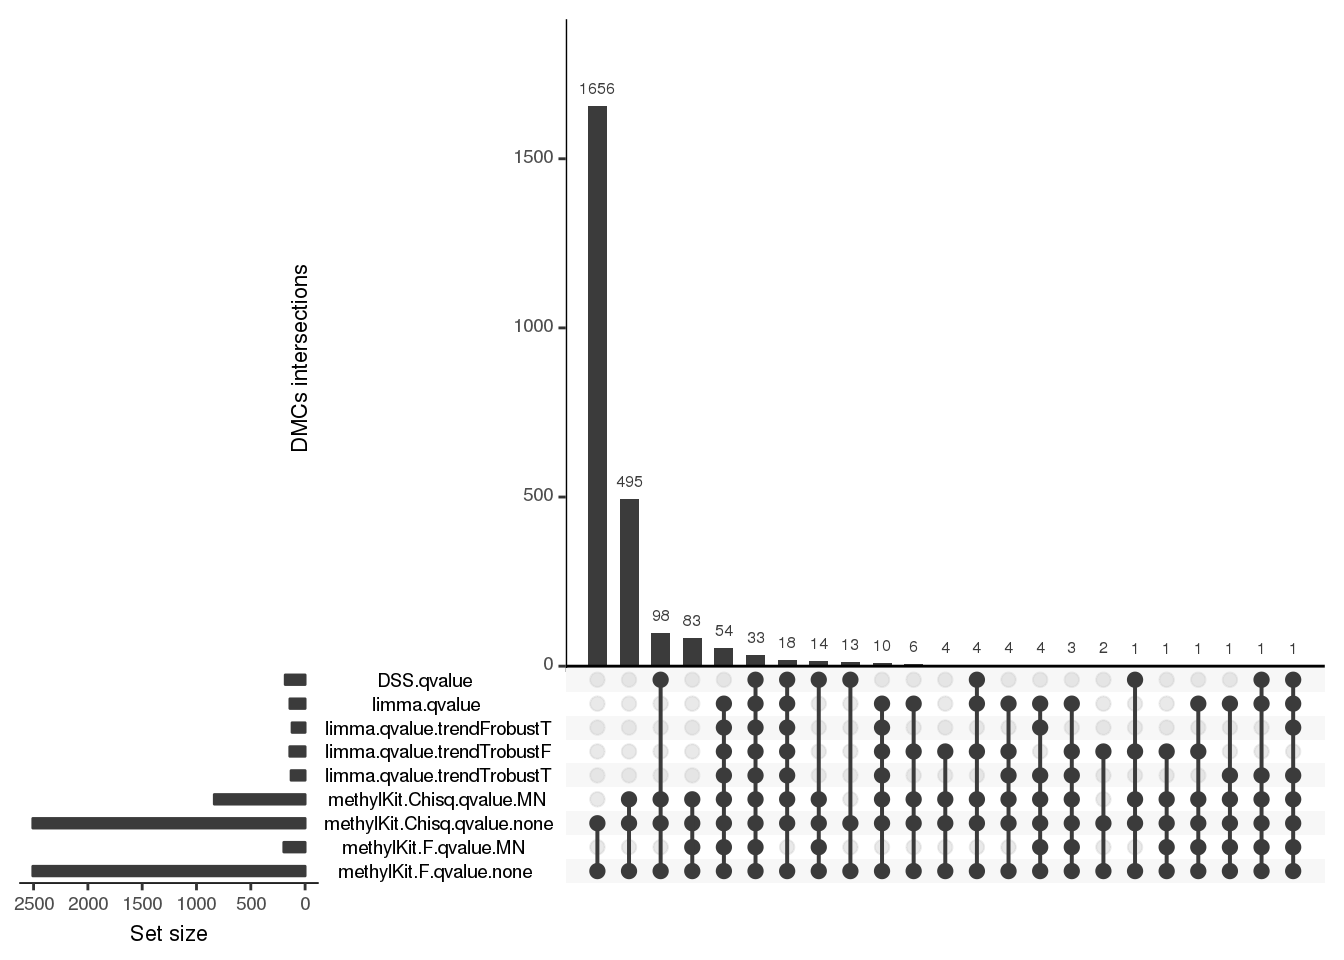 1656
1500
1000
DMCs intersections
500
495
98 83 54 33 18 14 13 10 6 4 4 4 3 2 1 1 1 1 1 1
0
DSS.qvalue
limma.qvalue
limma.qvalue.trendFrobustT
limma.qvalue.trendTrobustF
limma.qvalue.trendTrobustT
methylKit.Chisq.qvalue.MN
methylKit.Chisq.qvalue.none
methylKit.F.qvalue.MN
methylKit.F.qvalue.none
2500 2000 1500 1000 500 0
Set size